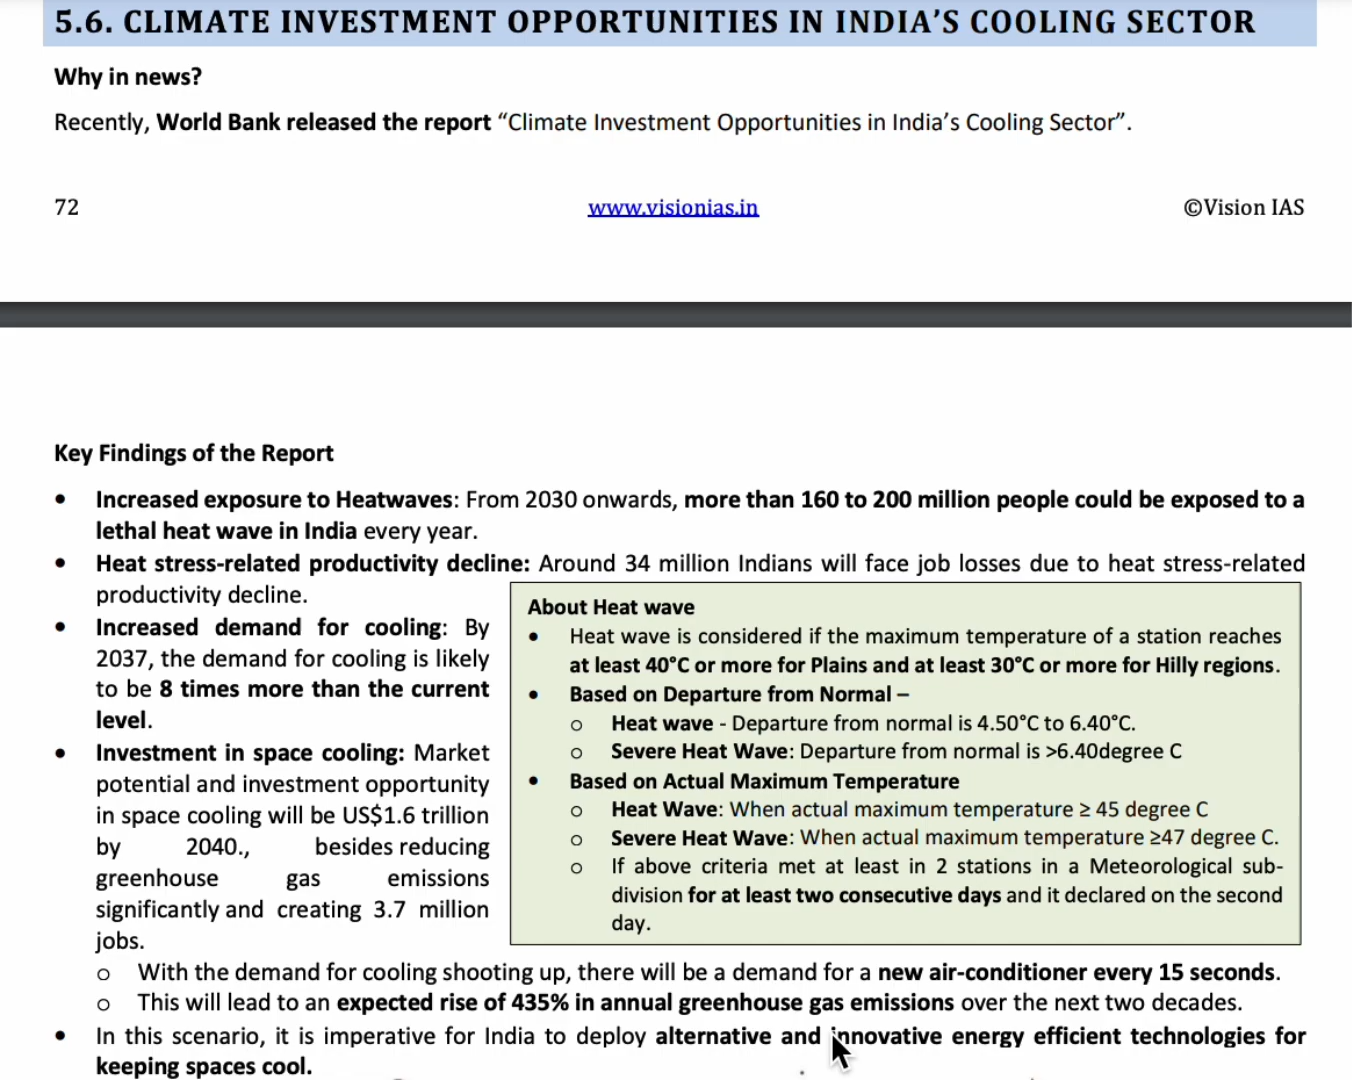 5.6. CLIMATE INVESTMENT OPPORTUNITIES IN INDIA'S COOLING SECTOR
Why in news?
Recently, World Bank released the report “Climate Investment Opportunities in India’s Cooling Sector”.
72 www.visionias.in ©Vision IAS
Key Findings of the Report
• Increased exposure to Heatwaves: From 2030 onwards, more than 160 to 200 million people could be exposed to a
lethal heat wave in India every year.
• Heat stress-related productivity decline: Around 34 million Indians will face job losses due to heat stress-related
productivity decline.
• Increased demand for cooling: By
2037, the demand for cooling is likely
to be 8 times more than the current
level.
• Investment in space cooling: Market
potential and investment opportunity
in space cooling will be US$1.6 trillion
by 2040., besides reducing
greenhouse gas emissions
significantly and creating 3.7 million
jobs.
About Heat wave
• Heat wave is considered if the maximum temperature of a station reaches
at least 40°C or more for Plains and at least 30°C or more for Hilly regions.
• Based on Departure from Normal –
o Heat wave - Departure from normal is 4.50°C to 6.40°C.
o Severe Heat Wave: Departure from normal is >6.40degree C
• Based on Actual Maximum Temperature
o Heat Wave: When actual maximum temperature ≥ 45 degree C
o Severe Heat Wave: When actual maximum temperature ≥47 degree C.
o If above criteria met at least in 2 stations in a Meteorological sub-
division for at least two consecutive days and it declared on the second
day.
o With the demand for cooling shooting up, there will be a demand for a new air-conditioner every 15 seconds.
o This will lead to an expected rise of 435% in annual greenhouse gas emissions over the next two decades.
• In this scenario, it is imperative for India to deploy alternative and innovative energy efficient technologies for
keeping spaces cool.